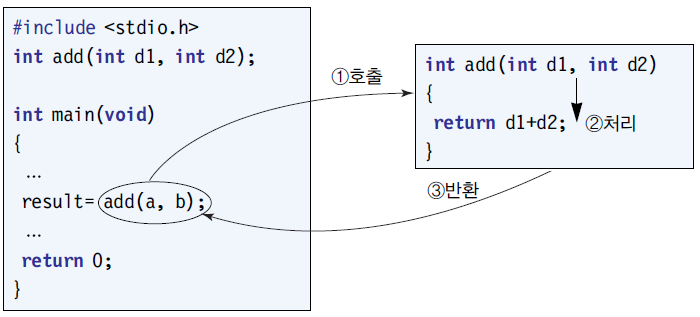 #include <stdio.h>
int add(int d1, int d2);
int main(void)
{
...
result= add(a, b);
...
return 0;
}
①호출
int add(int d1, int d2)
{
return d1+d2; ②처리
}
③반환